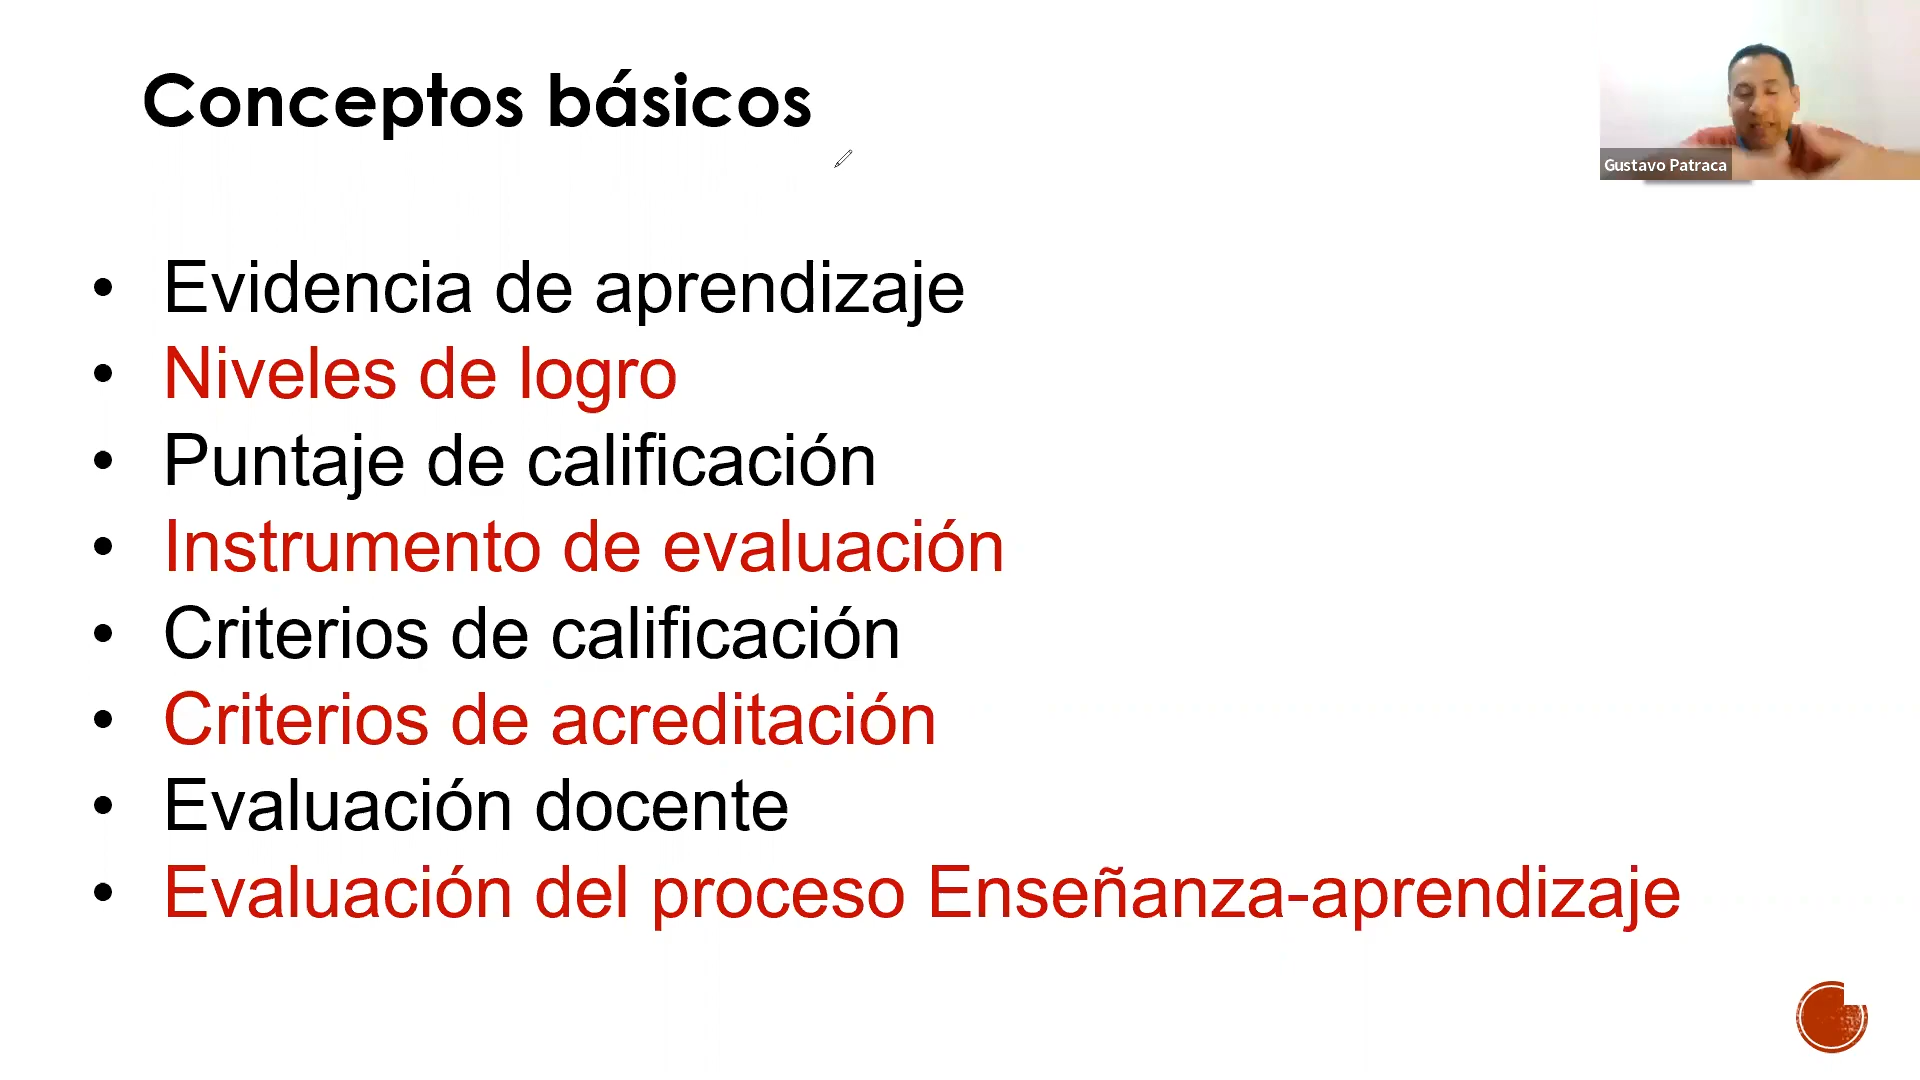 Conceptos básicos
Gustavo Patraca
• Evidencia de aprendizaje
• Niveles de logro
• Puntaje de calificación
• Instrumento de evaluación
• Criterios de calificación
• Criterios de acreditación
• Evaluación docente
• Evaluación del proceso Enseñanza-aprendizaje